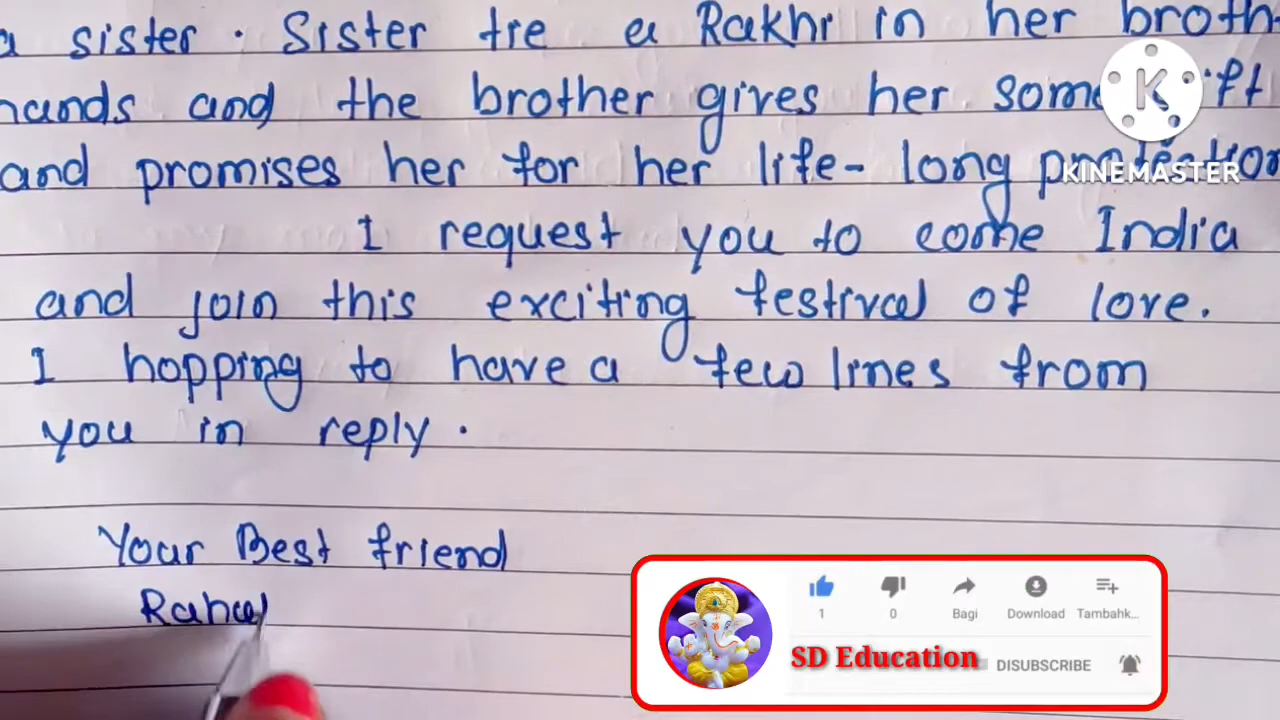 a sister. Sister tie a Rakhi in her broth
hands and the brother gives her some ift
and promises her for her life-long protection
KINEMASTER
I request you to come India
and join this exciting festival of love.
I hopping to have a few lines from
you in reply.
Your Best friend
Rahul
1
0
Bagi
Download
Tambahk...
SD Education
DISUBSCRIBE